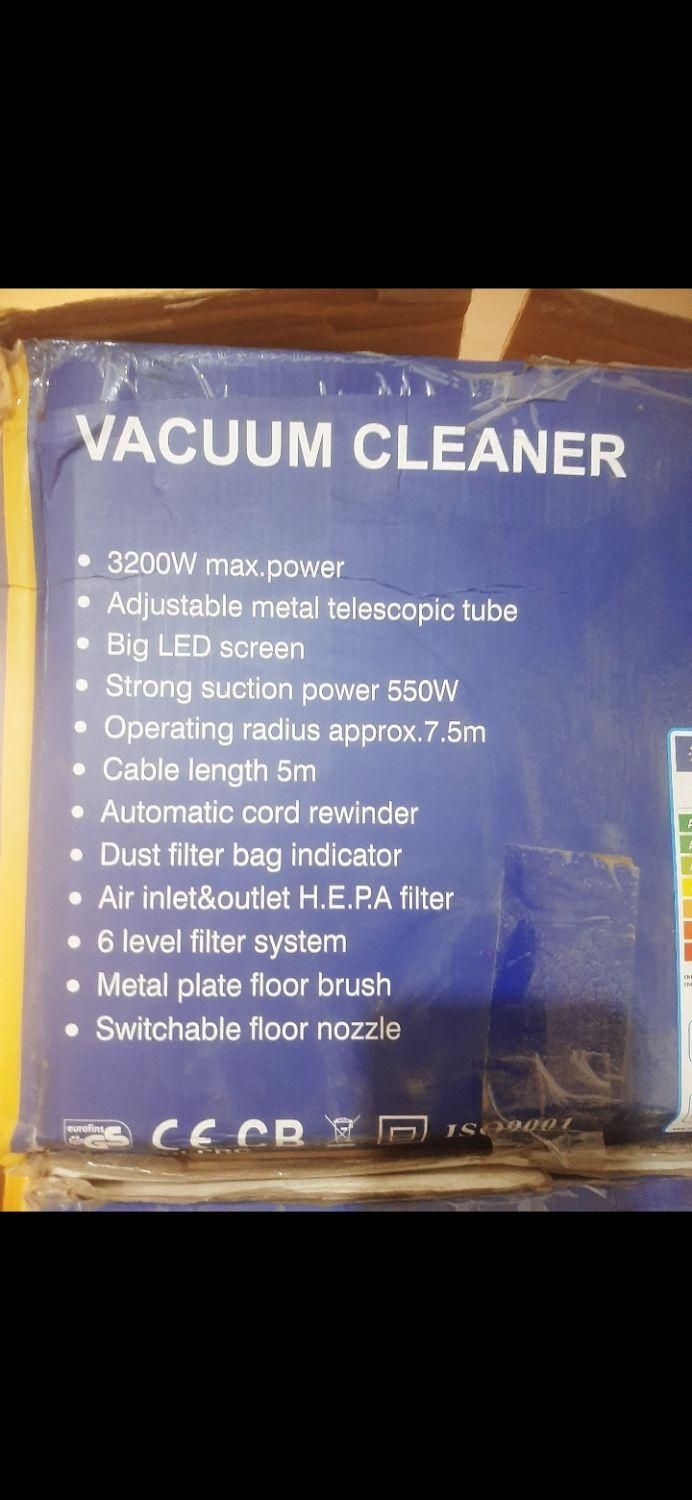 VACUUM CLEANER
• 3200W max.power
• Adjustable metal telescopic tube
• Big LED screen
• Strong suction power 550W
• Operating radius approx.7.5m
• Cable length 5m
• Automatic cord rewinder
• Dust filter bag indicator
• Air inlet&outlet H.E.P.A filter
• 6 level filter system
• Metal plate floor brush
• Switchable floor nozzle
eurofins GS CE CB ISO9001